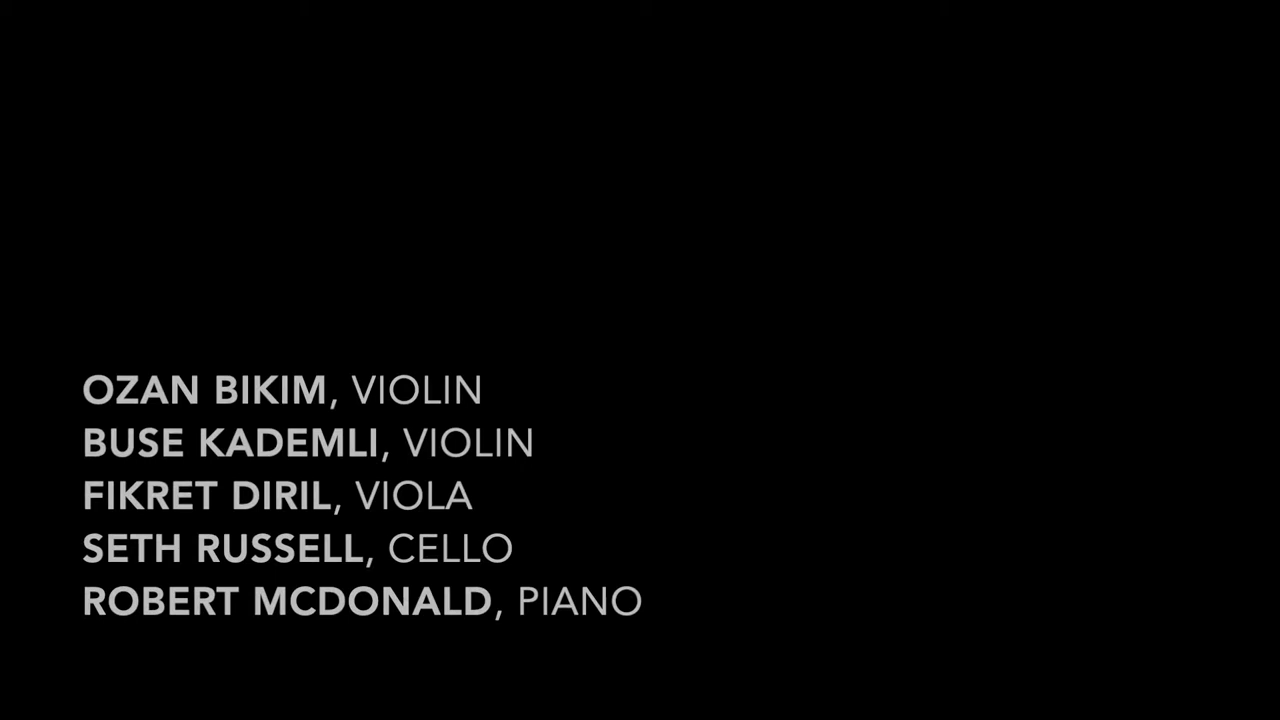 OZAN BIKIM, VIOLIN
BUSE KADEMLI, VIOLIN
FIKRET DIRIL, VIOLA
SETH RUSSELL, CELLO
ROBERT MCDONALD, PIANO